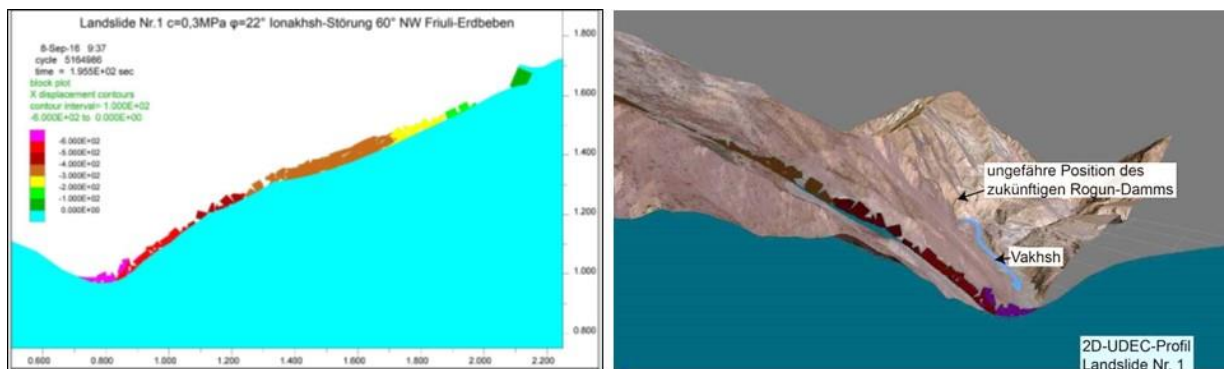 Landslide Nr.1 c=0,3MPa φ=22° Ionakhsh-Störung 60° NW Friuli-Erdbeben
8-Sep-16 9:37
cycle 5164986
time = 1.955E+02 sec
block plot
X displacement contours
contour interval= 1.000E+02
-6.000E+02 to 0.000E+00
-6.000E+02
-5.000E+02
-4.000E+02
-3.000E+02
-2.000E+02
-1.000E+02
0.000E+00
1.800
1.600
1.400
1.200
1.000
0.800
0.600 0.800 1.000 1.200 1.400 1.600 1.800 2.000 2.200
ungefähre Position des
zukünftigen Rogun-Damms
Vakhsh
2D-UDEC-Profil
Landslide Nr. 1